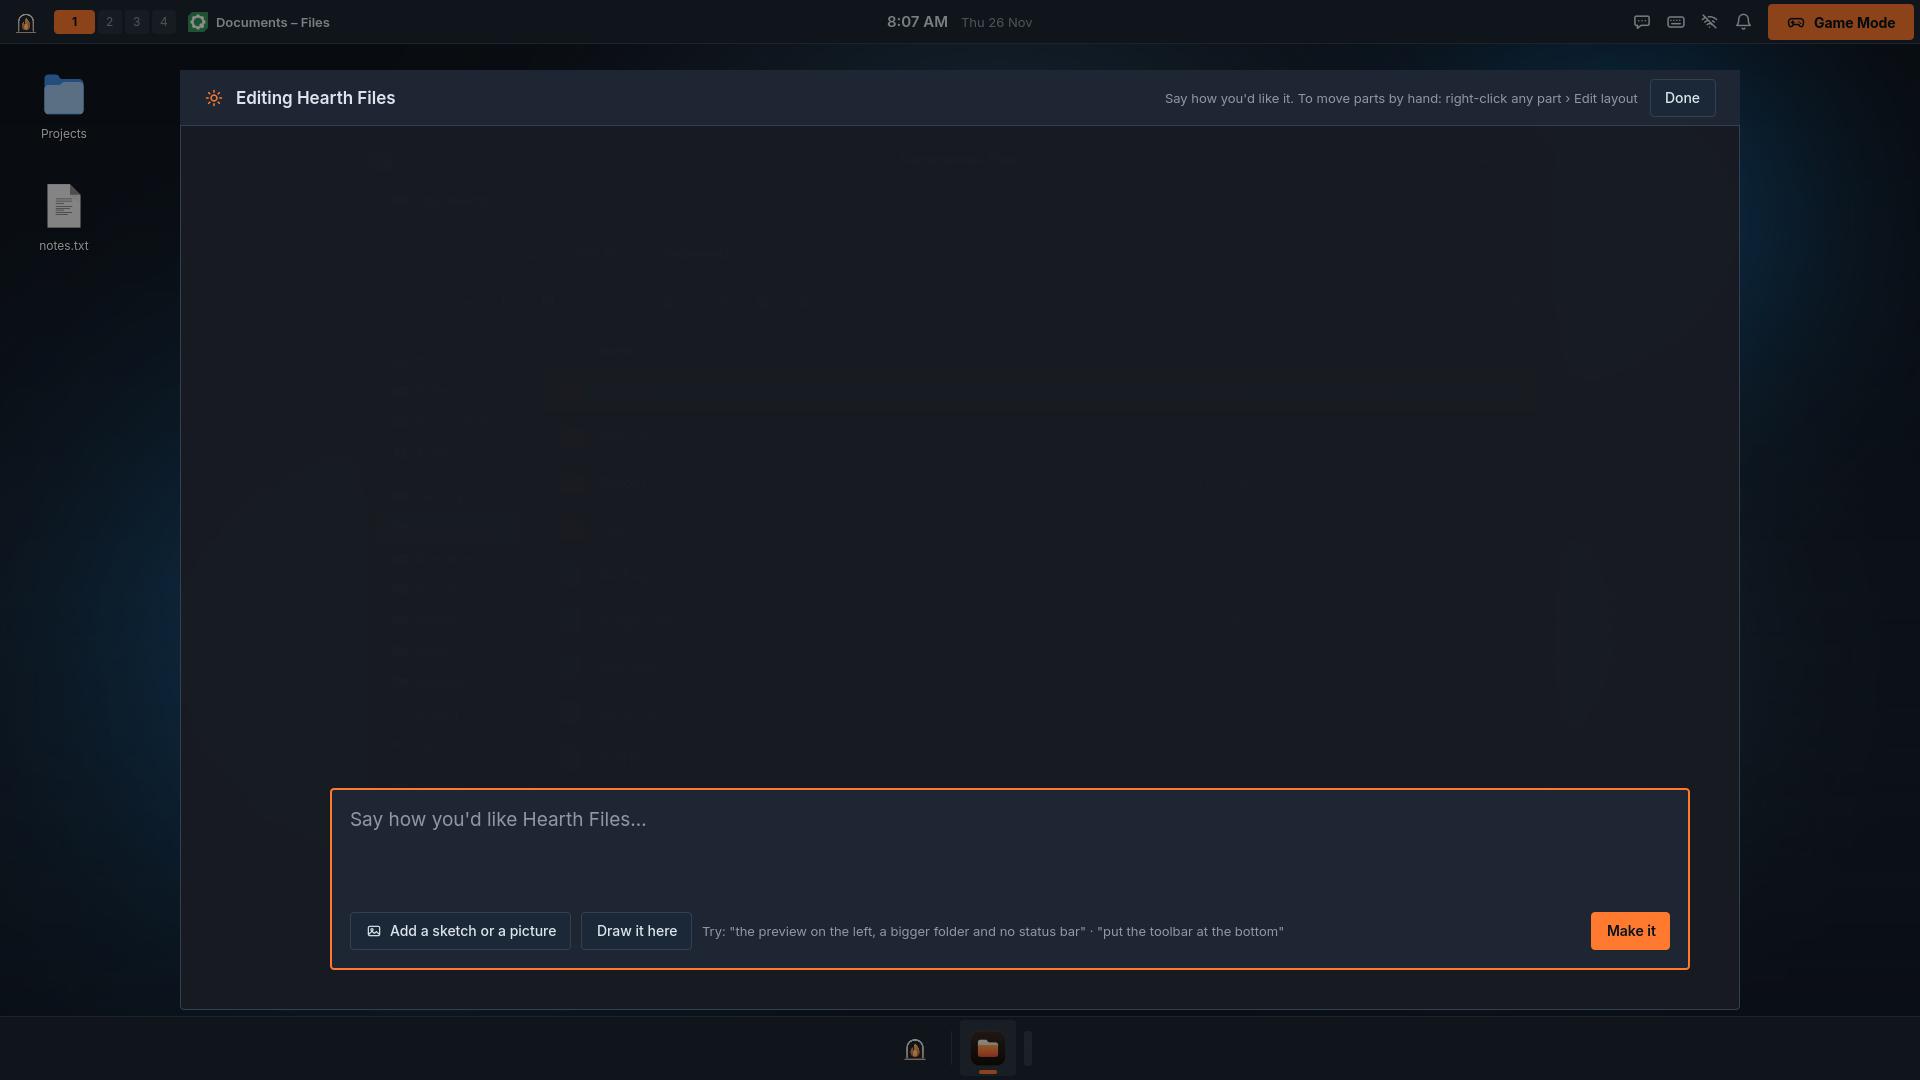 1 2 3 4 Documents – Files 8:07 AM Thu 26 Nov Game Mode
Projects
notes.txt
Editing Hearth Files Say how you'd like it. To move parts by hand: right-click any part › Edit layout Done
Say how you'd like Hearth Files...
Add a sketch or a picture Draw it here Try: "the preview on the left, a bigger folder and no status bar" · "put the toolbar at the bottom" Make it